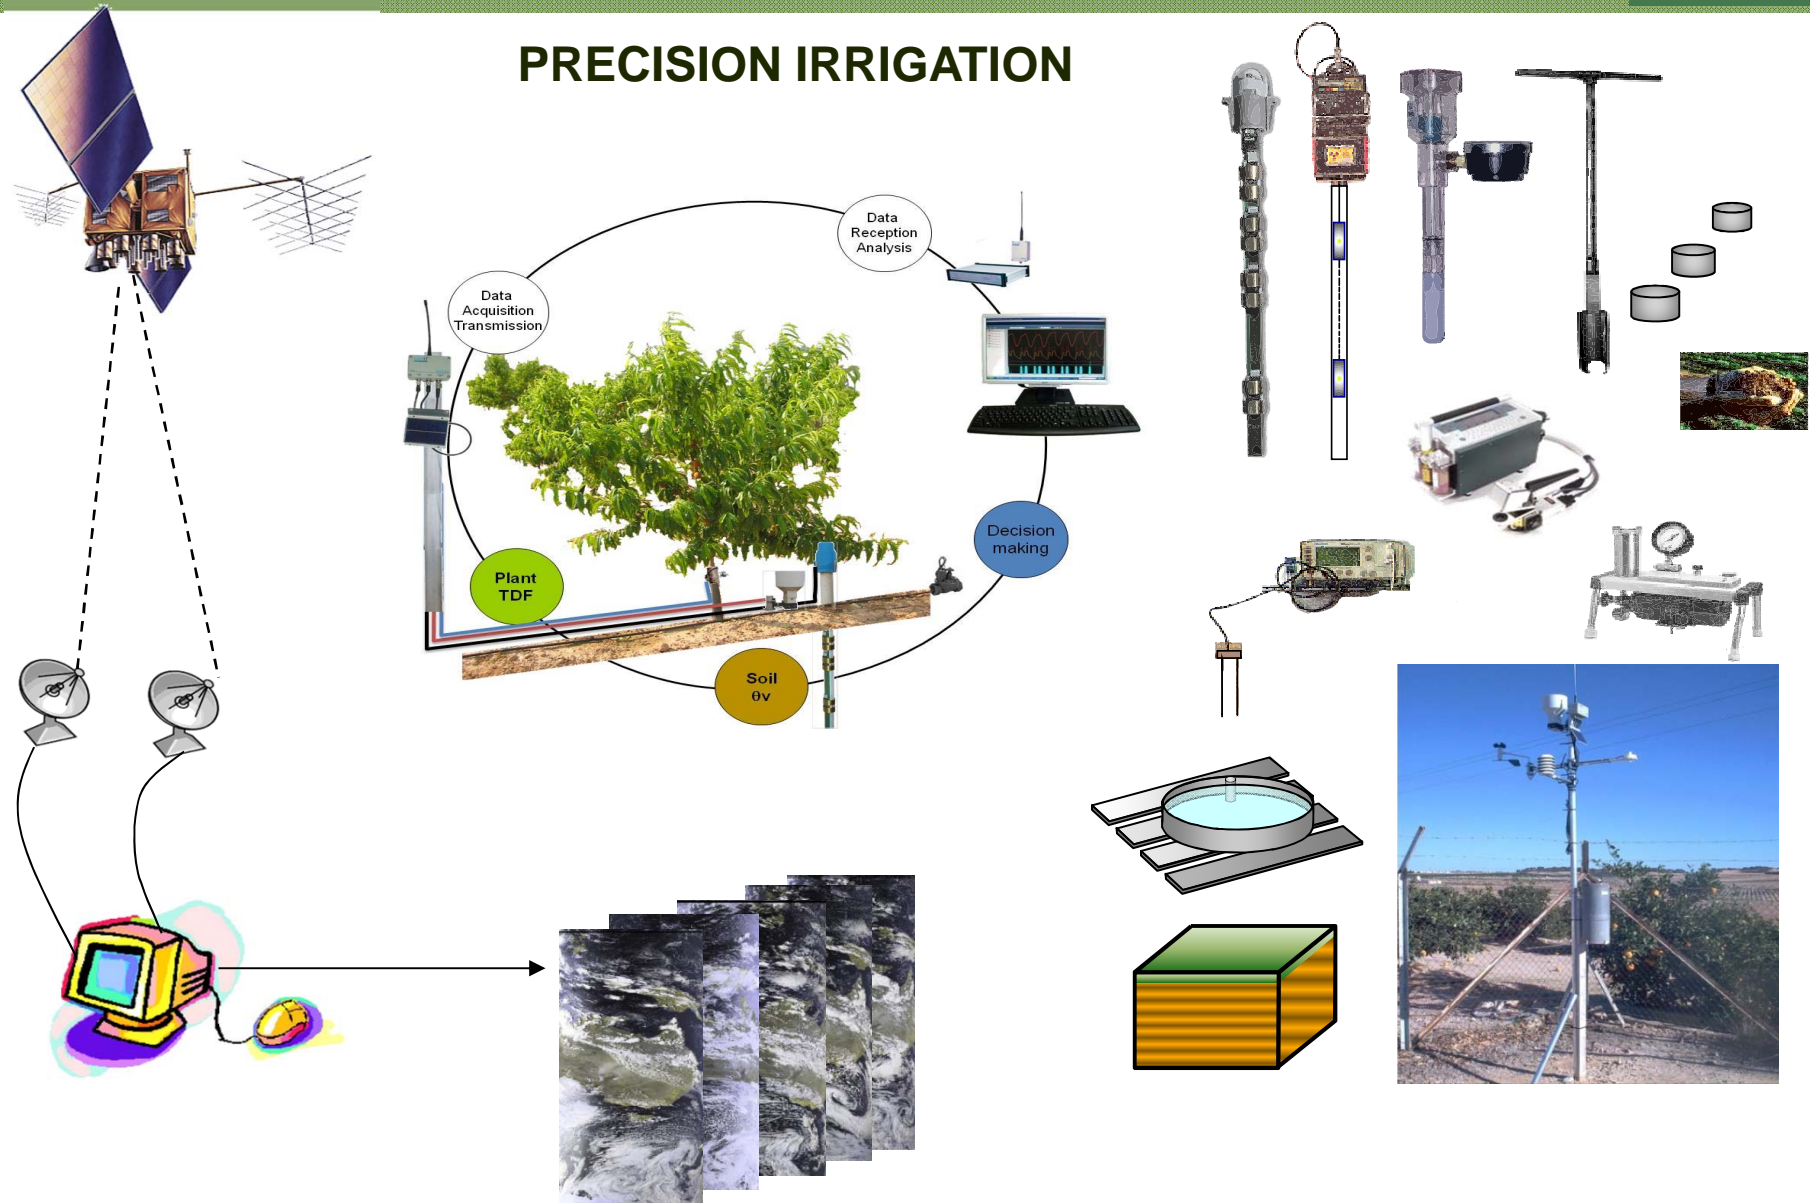 PRECISION IRRIGATION
Data
Reception
Analysis
Data
Acquisition
Transmission
Decision
making
Plant
TDF
Soil
θv